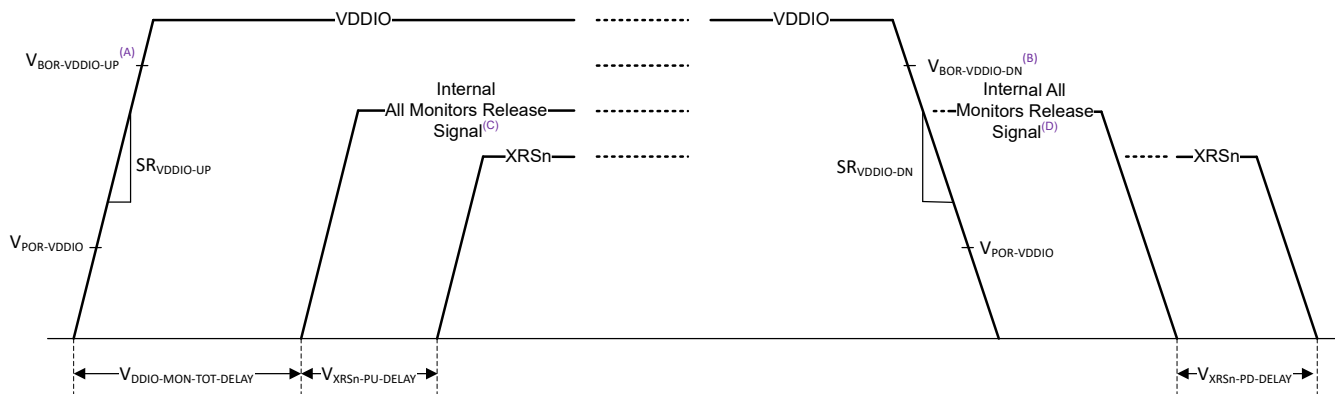 VDDIO
VDDIO
VBOR-VDDIO-UP(A)
VBOR-VDDIO-DN(B)
Internal
All Monitors Release
Signal(C)
Internal All
Monitors Release
Signal(D)
XRSn
XRSn
SRVDDIO-UP
SRVDDIO-DN
VPOR-VDDIO
VPOR-VDDIO
VDDIO-MON-TOT-DELAY
VXRSn-PU-DELAY
VXRSn-PD-DELAY